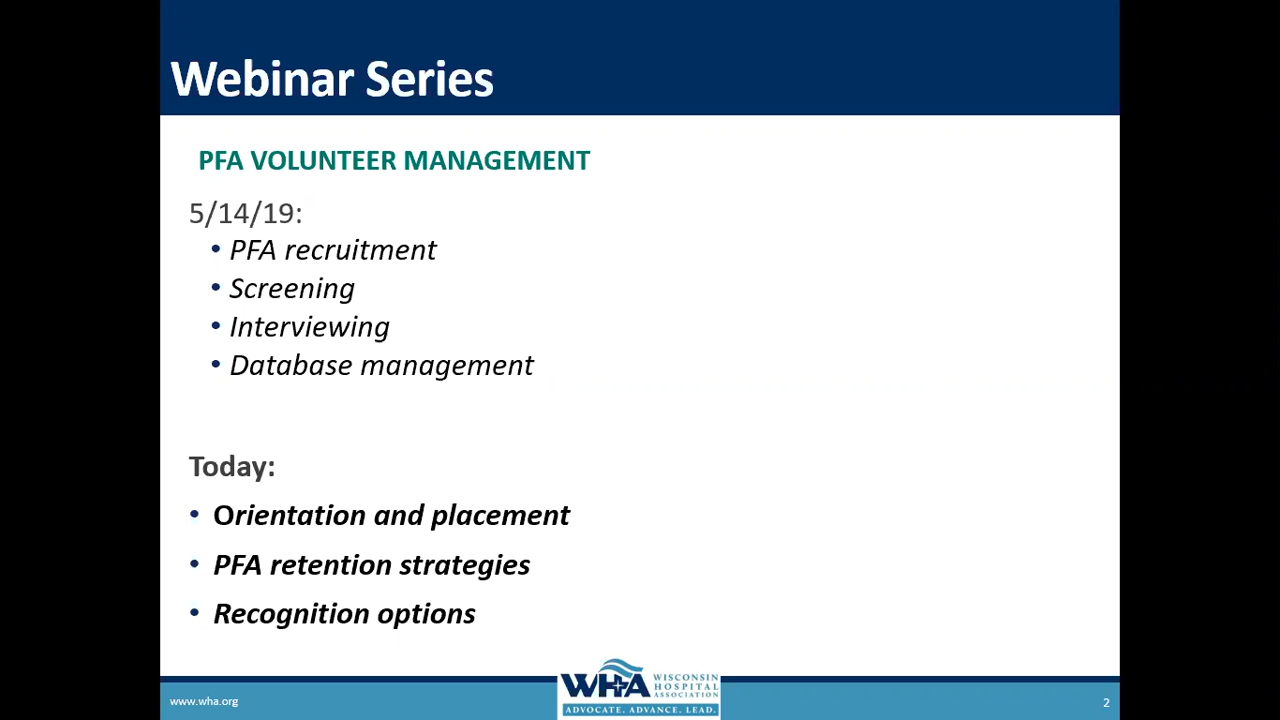 Webinar Series
PFA VOLUNTEER MANAGEMENT
5/14/19:
• PFA recruitment
• Screening
• Interviewing
• Database management
Today:
• Orientation and placement
• PFA retention strategies
• Recognition options
www.wha.org
WHA
WISCONSIN
HOSPITAL
ASSOCIATION
ADVOCATE. ADVANCE. LEAD.
2